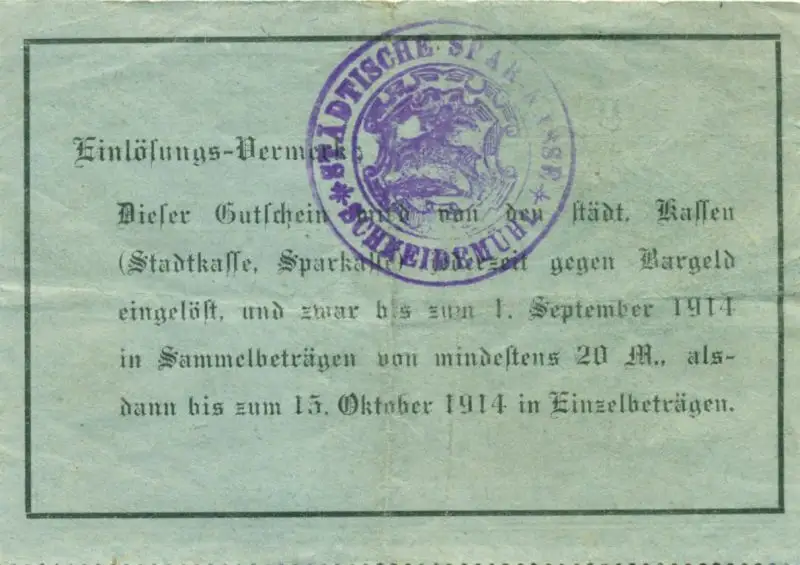 STÄDTISCHE SPARKASSE
* SCHNEIDEMÜHL *
Einlöſungs-Vermerk:
Dieſer Gutſchein wird von den ſtädt. Kaſſen
(Stadtkaſſe, Sparkaſſe) jederzeit gegen Bargeld
eingelöſt, und zwar bis zum 1. September 1914
in Sammelbeträgen von mindeſtens 20 M., als-
dann bis zum 15. Oktober 1914 in Einzelbeträgen.